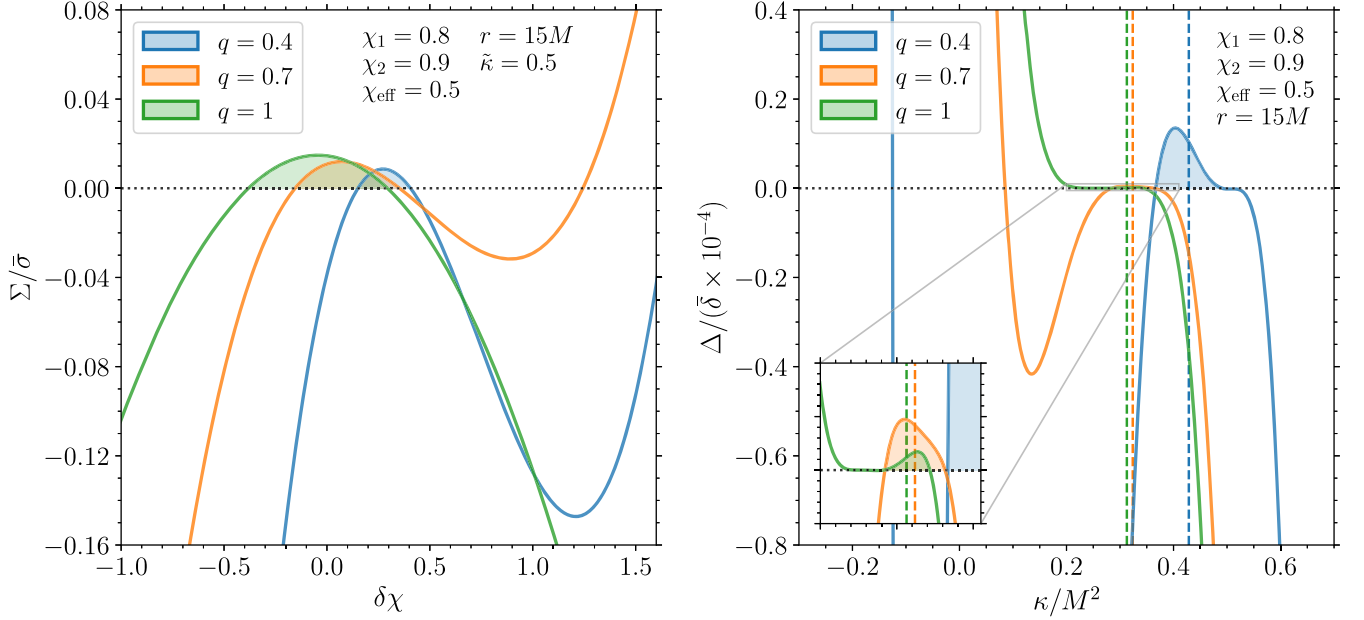 q = 0.4
q = 0.7
q = 1
χ₁ = 0.8 r = 15M
χ₂ = 0.9 κ̃ = 0.5
χ_eff = 0.5
0.08
0.04
0.00
−0.04
−0.08
−0.12
−0.16
−1.0 −0.5 0.0 0.5 1.0 1.5
δχ
Σ/σ̄
q = 0.4
q = 0.7
q = 1
χ₁ = 0.8
χ₂ = 0.9
χ_eff = 0.5
r = 15M
0.4
0.2
0.0
−0.2
−0.4
−0.6
−0.8
−0.2 0.0 0.2 0.4 0.6
κ/M²
Δ/(δ̄ × 10⁻⁴)